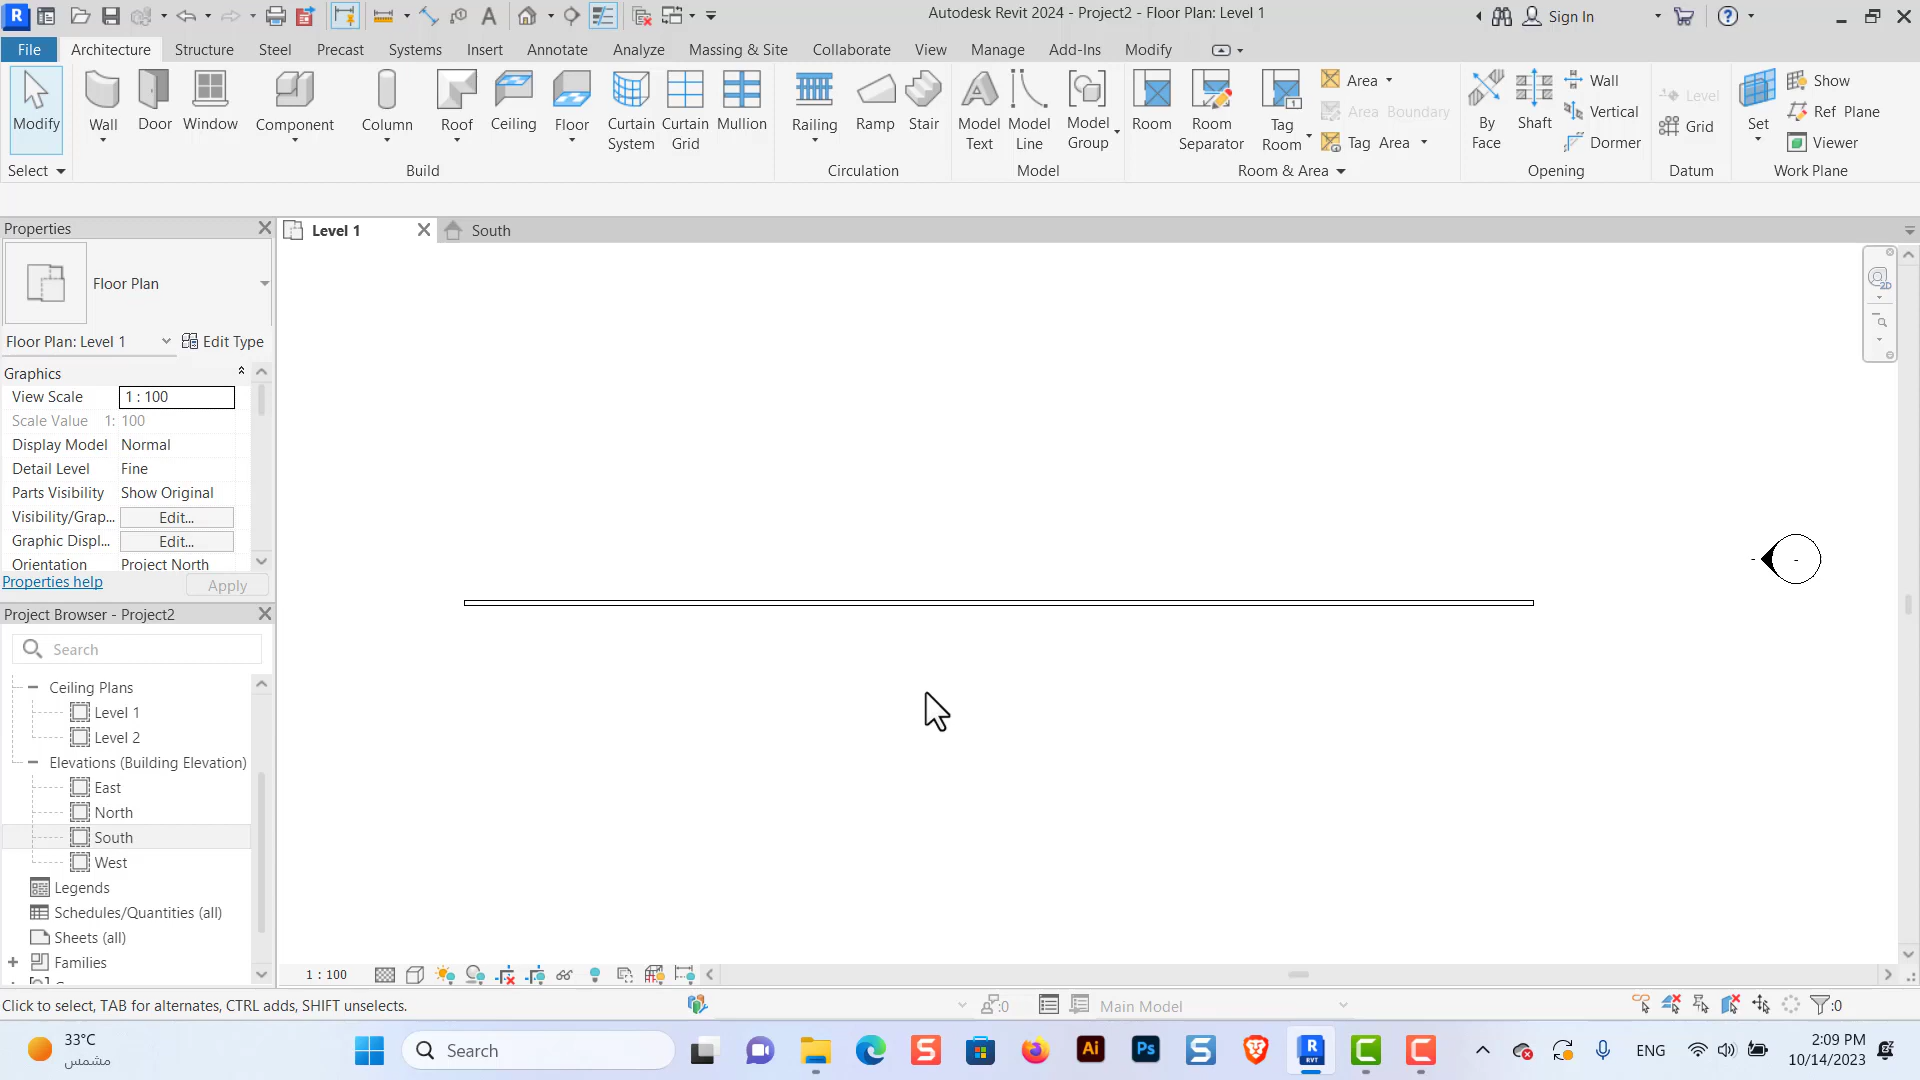 Autodesk Revit 2024 - Project2 - Floor Plan: Level 1
Sign In
File Architecture Structure Steel Precast Systems Insert Annotate Analyze Massing & Site Collaborate View Manage Add-Ins Modify
Modify
Wall
Door
Window
Component
Column
Roof
Ceiling
Floor
Curtain System
Curtain Grid
Mullion
Railing
Ramp
Stair
Model Text
Model Line
Model Group
Room
Room Separator
Tag Room
Area
Area Boundary
Tag Area
By Face
Shaft
Wall
Vertical
Dormer
Level
Grid
Set
Show
Ref Plane
Viewer
Select
Build
Circulation
Model
Room & Area
Opening
Datum
Work Plane
Properties
Level 1
South
Floor Plan
Floor Plan: Level 1
Edit Type
Graphics
View Scale 1 : 100
Scale Value 1: 100
Display Model Normal
Detail Level Fine
Parts Visibility Show Original
Visibility/Grap... Edit...
Graphic Displ... Edit...
Orientation Project North
Properties help
Apply
Project Browser - Project2
Search
Ceiling Plans
Level 1
Level 2
Elevations (Building Elevation)
East
North
South
West
Legends
Schedules/Quantities (all)
Sheets (all)
Families
1 : 100
Click to select, TAB for alternates, CTRL adds, SHIFT unselects.
:0
Main Model
:0
33°C
مشمس
Search
ENG
2:09 PM
10/14/2023